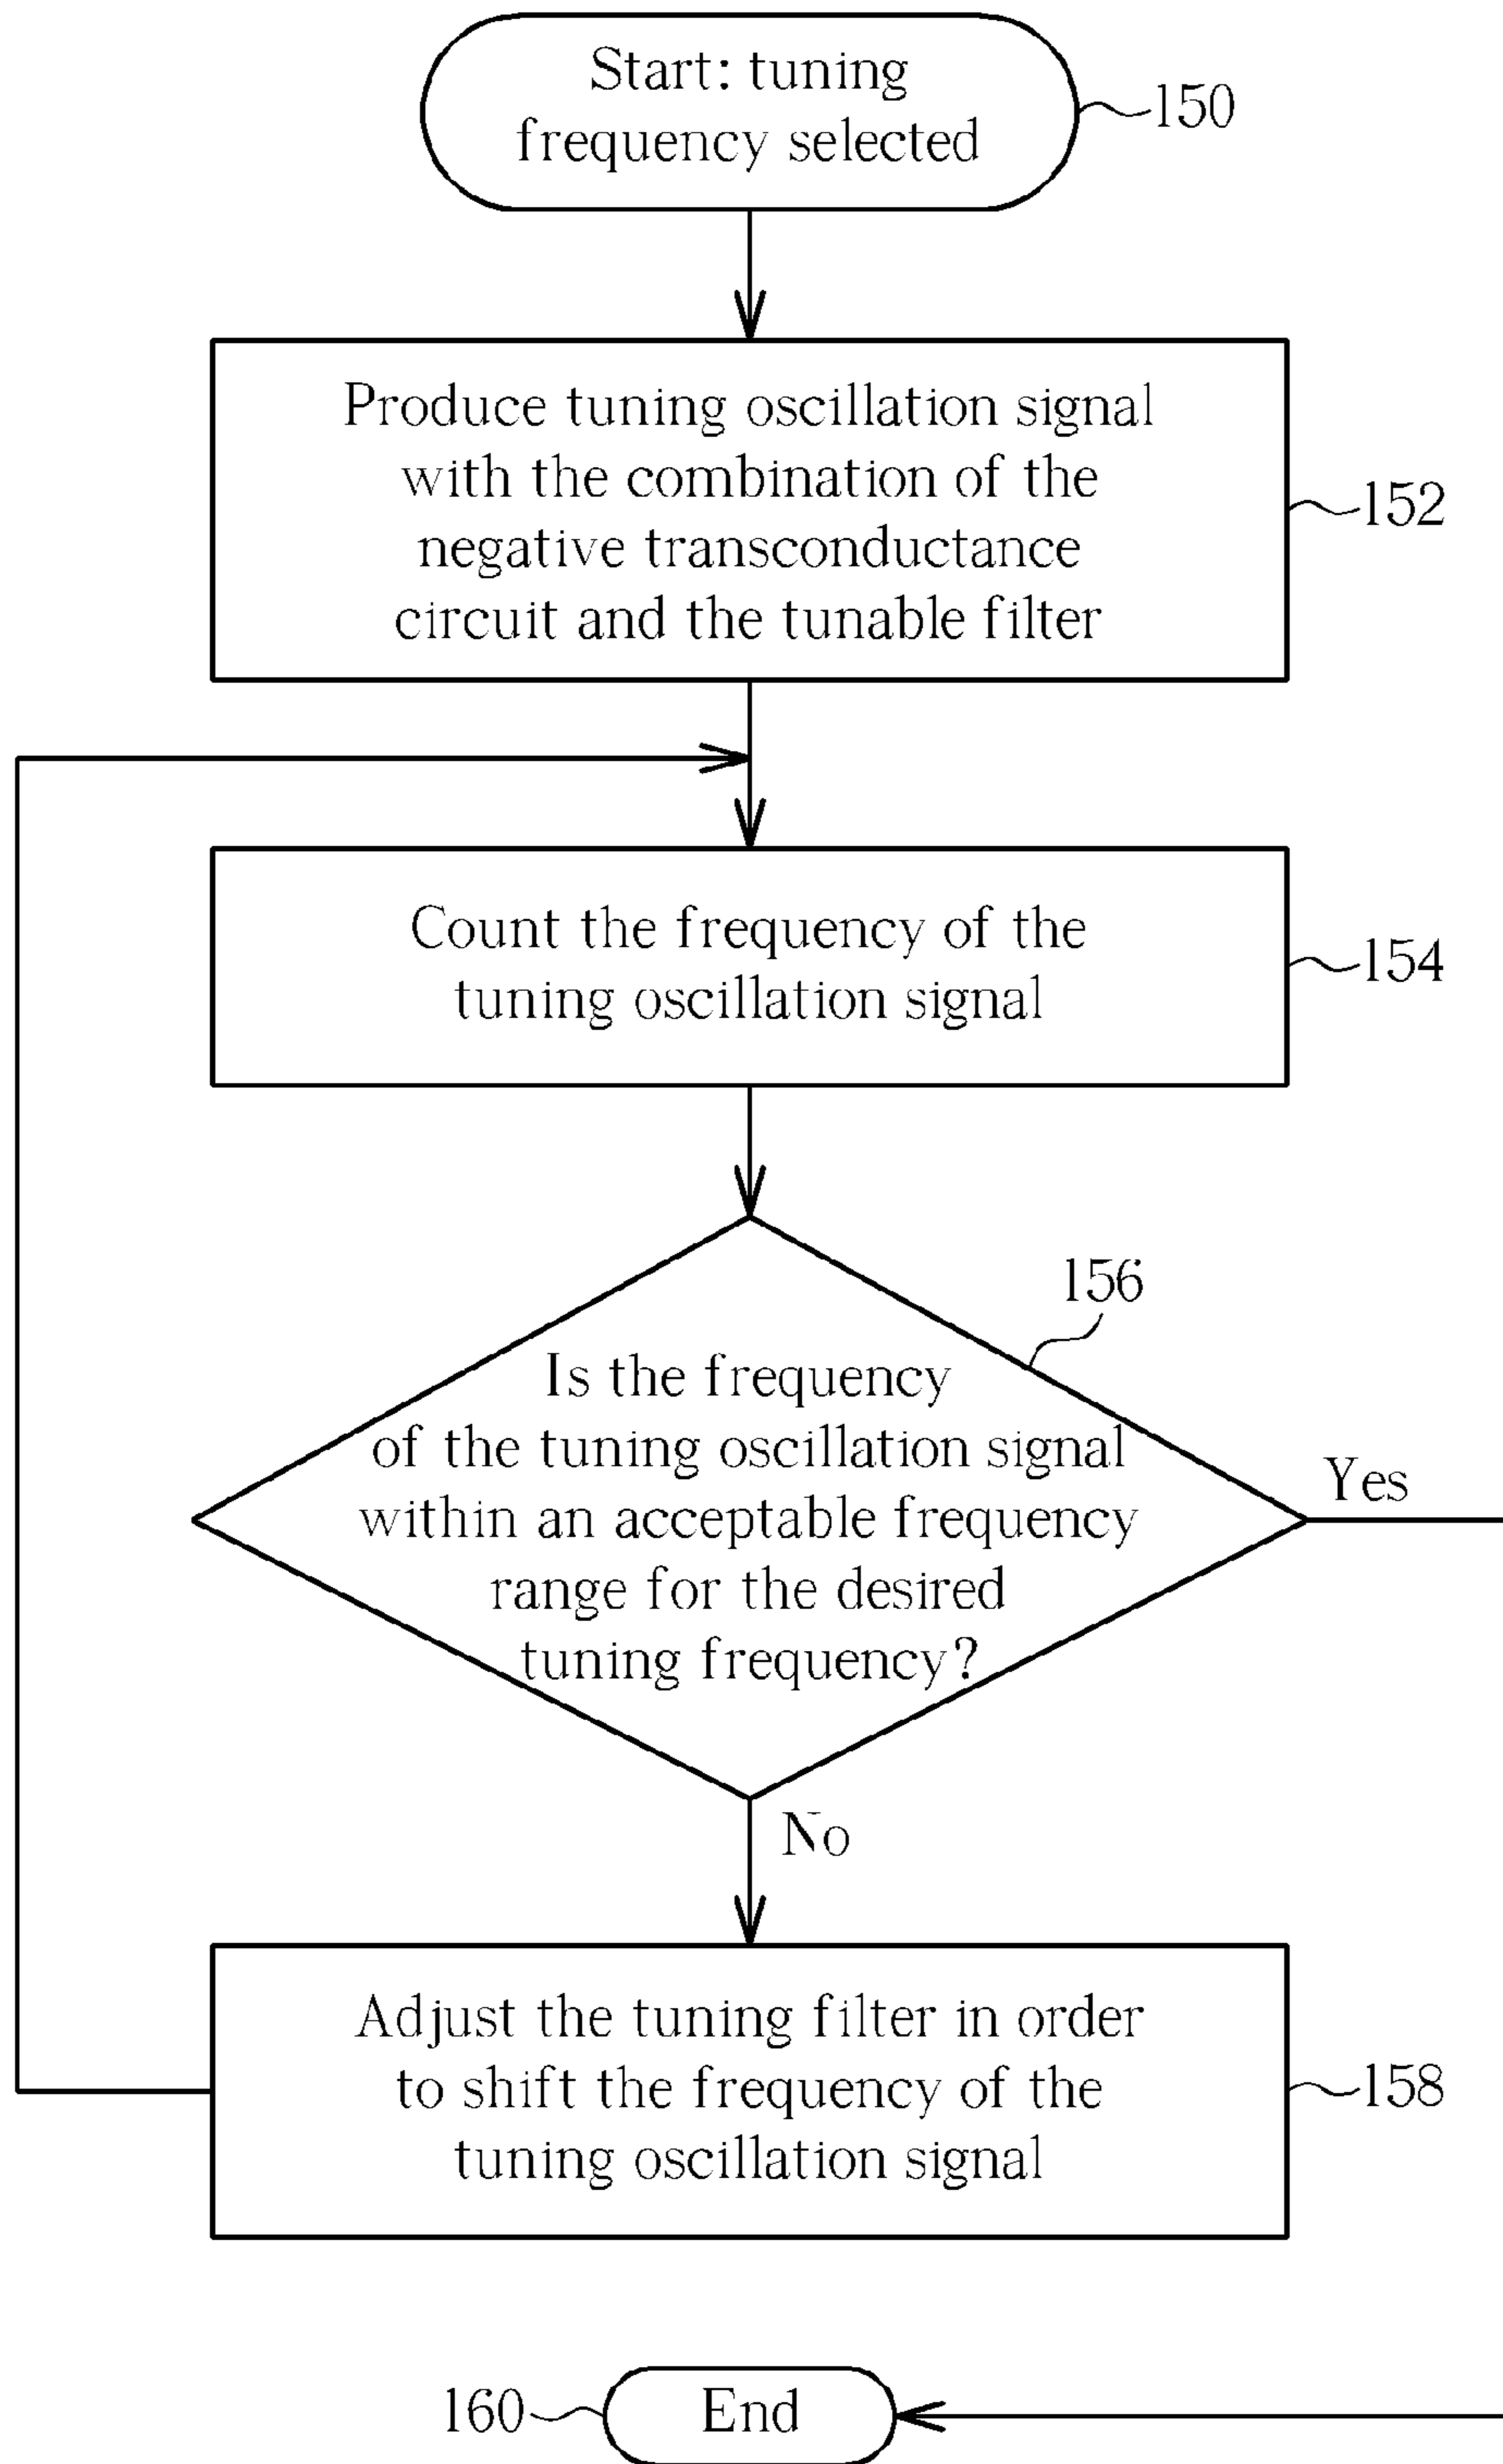 Start: tuning
frequency selected
150
Produce tuning oscillation signal
with the combination of the
negative transconductance
circuit and the tunable filter
152
Count the frequency of the
tuning oscillation signal
154
156
Is the frequency
of the tuning oscillation signal
within an acceptable frequency
range for the desired
tuning frequency?
Yes
No
Adjust the tuning filter in order
to shift the frequency of the
tuning oscillation signal
158
160
End